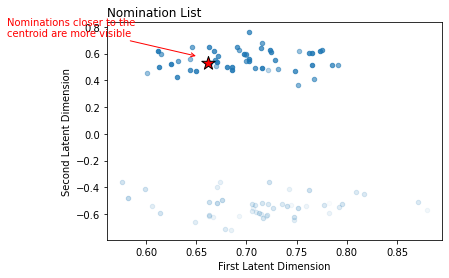 Nomination List
Nominations closer to the
centroid are more visible
0.8
0.6
0.4
0.2
0.0
−0.2
−0.4
−0.6
Second Latent Dimension
0.60
0.65
0.70
0.75
0.80
0.85
First Latent Dimension